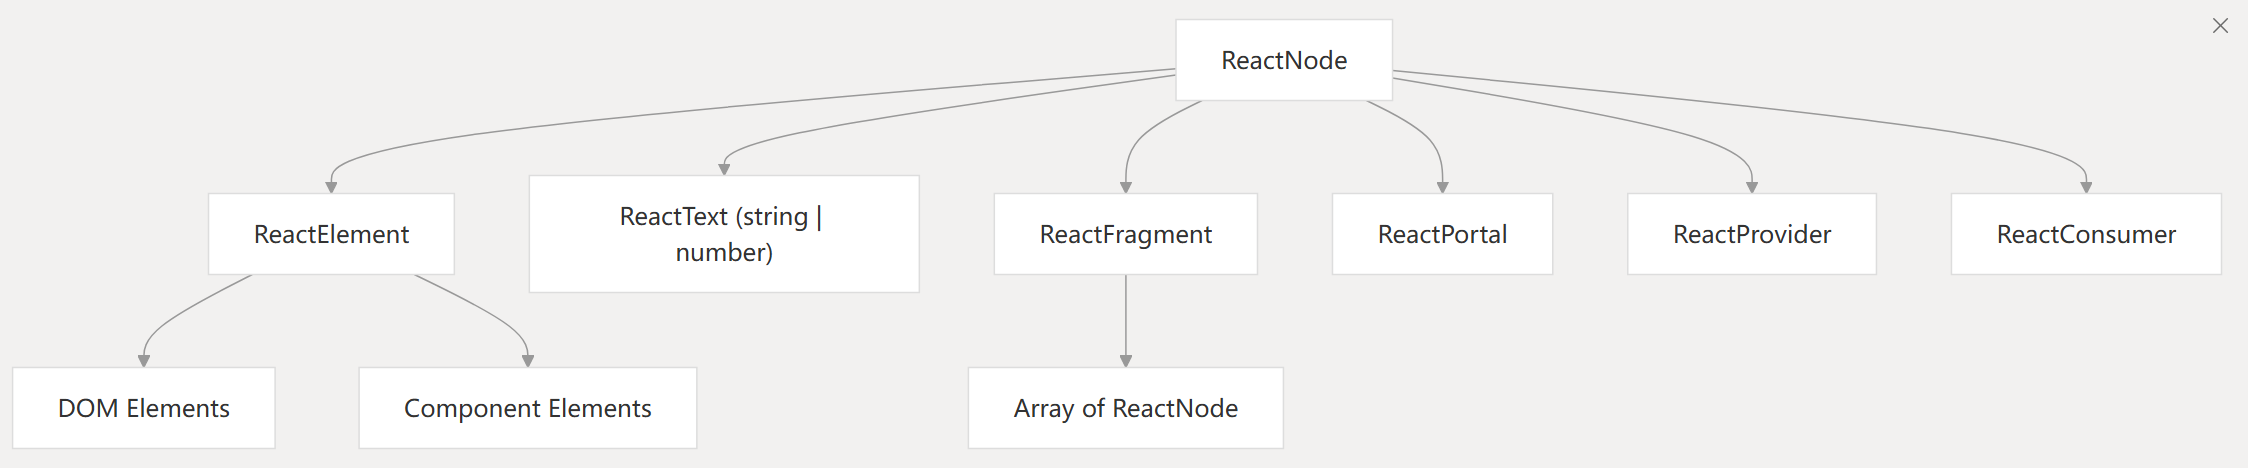 ReactNode
ReactElement
ReactText (string |
number)
ReactFragment
ReactPortal
ReactProvider
ReactConsumer
DOM Elements
Component Elements
Array of ReactNode